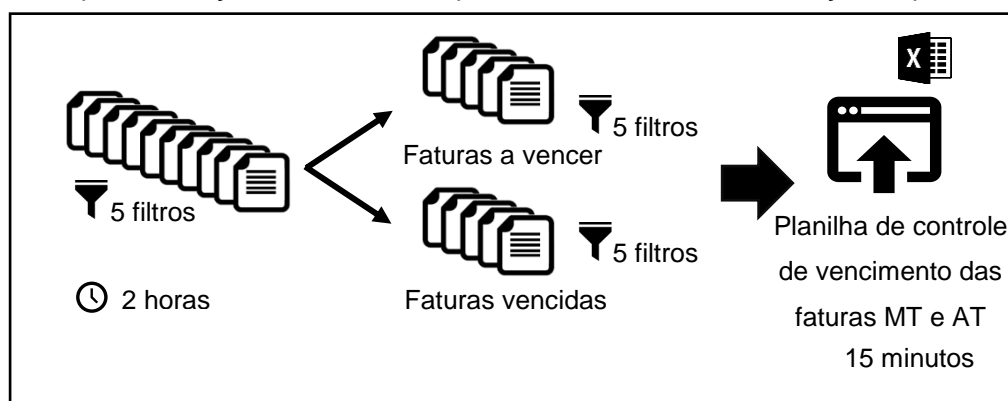 5 filtros
2 horas
Faturas a vencer
5 filtros
Faturas vencidas
5 filtros
X
Planilha de controle
de vencimento das
faturas MT e AT
15 minutos